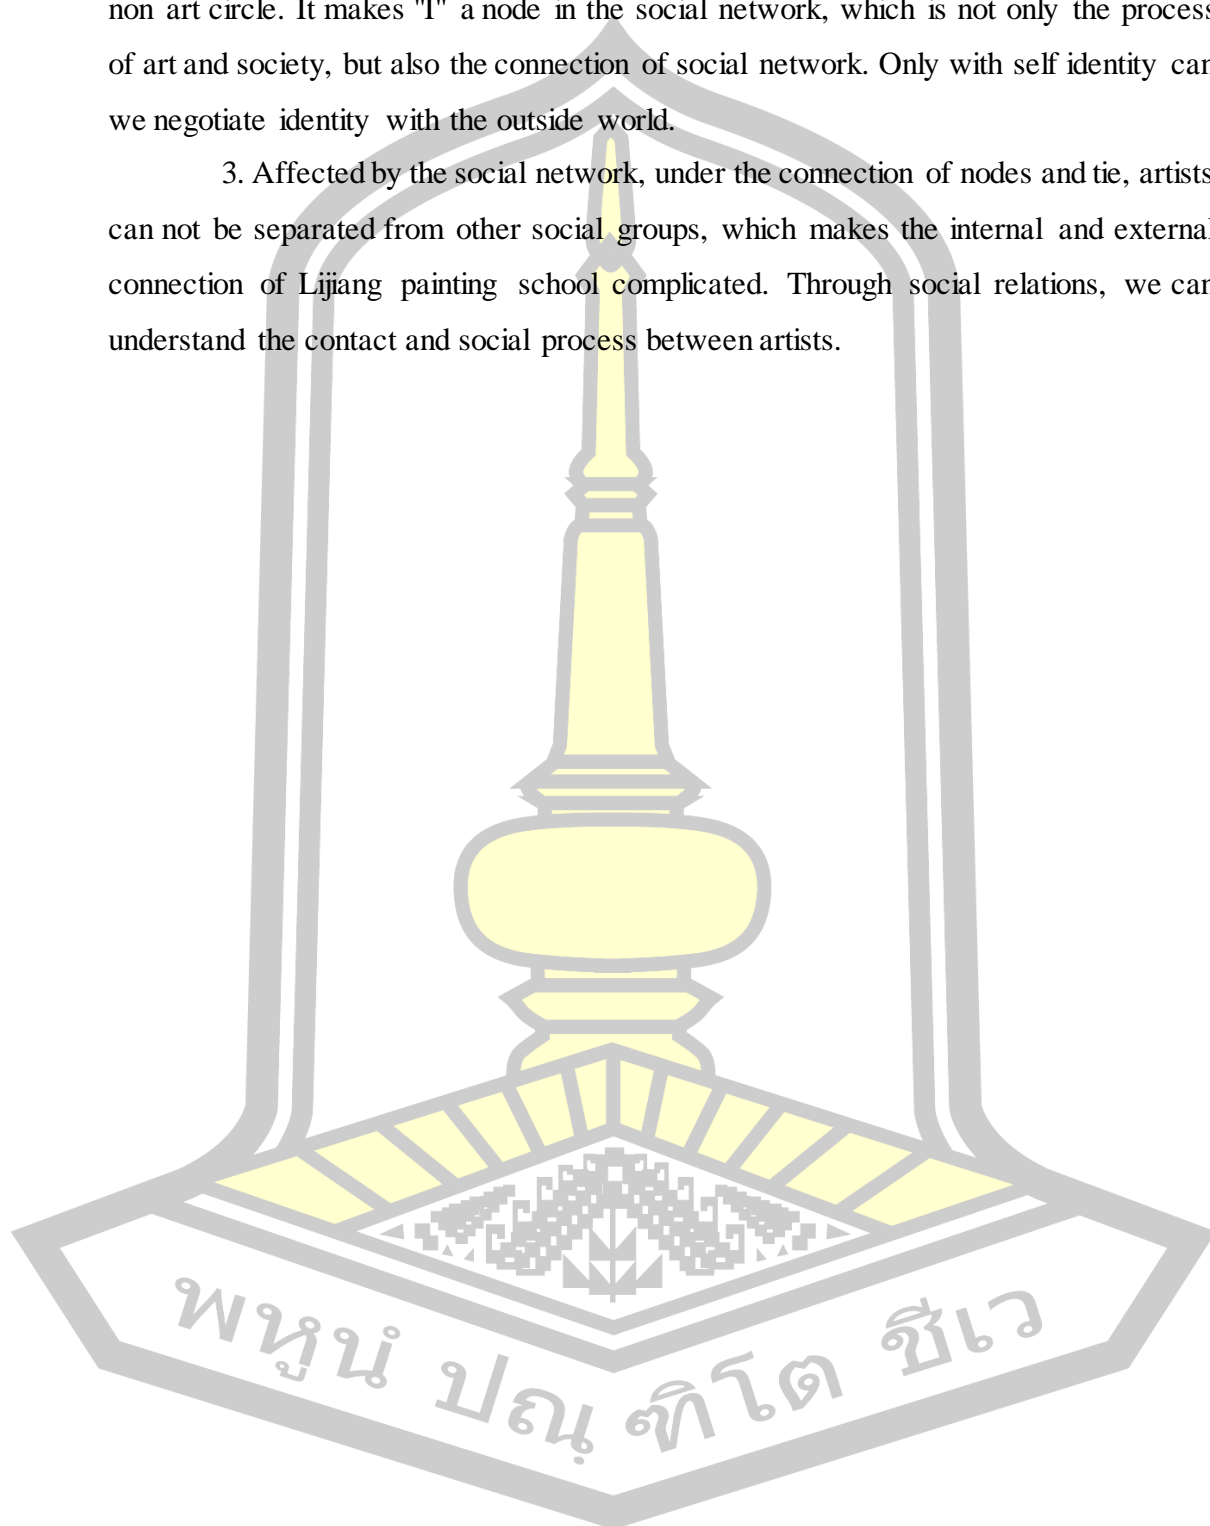 non art circle. It makes "I" a node in the social network, which is not only the process
of art and society, but also the connection of social network. Only with self identity can
we negotiate identity with the outside world.
3. Affected by the social network, under the connection of nodes and tie, artists
can not be separated from other social groups, which makes the internal and external
connection of Lijiang painting school complicated. Through social relations, we can
understand the contact and social process between artists.
พหูนํ ปณฺฑิโต ชีเว